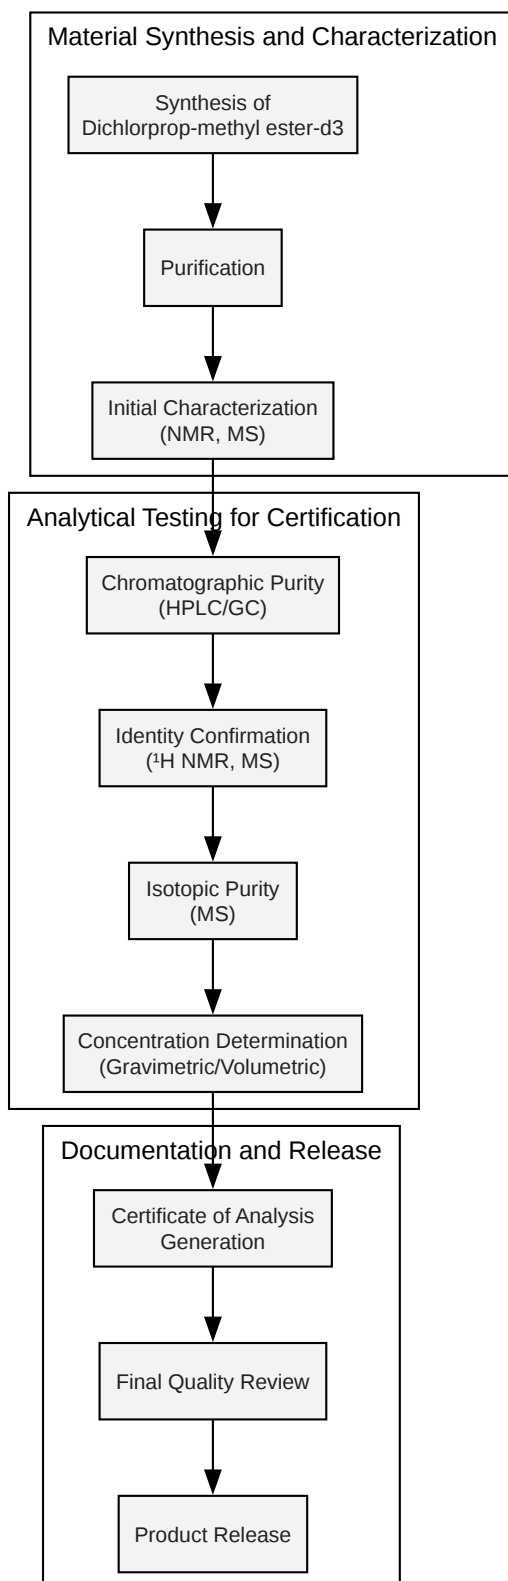 Material Synthesis and Characterization
Synthesis of
Dichlorprop-methyl ester-d3
Purification
Initial Characterization
(NMR, MS)
Analytical Testing for Certification
Chromatographic Purity
(HPLC/GC)
Identity Confirmation
(¹H NMR, MS)
Isotopic Purity
(MS)
Concentration Determination
(Gravimetric/Volumetric)
Documentation and Release
Certificate of Analysis
Generation
Final Quality Review
Product Release